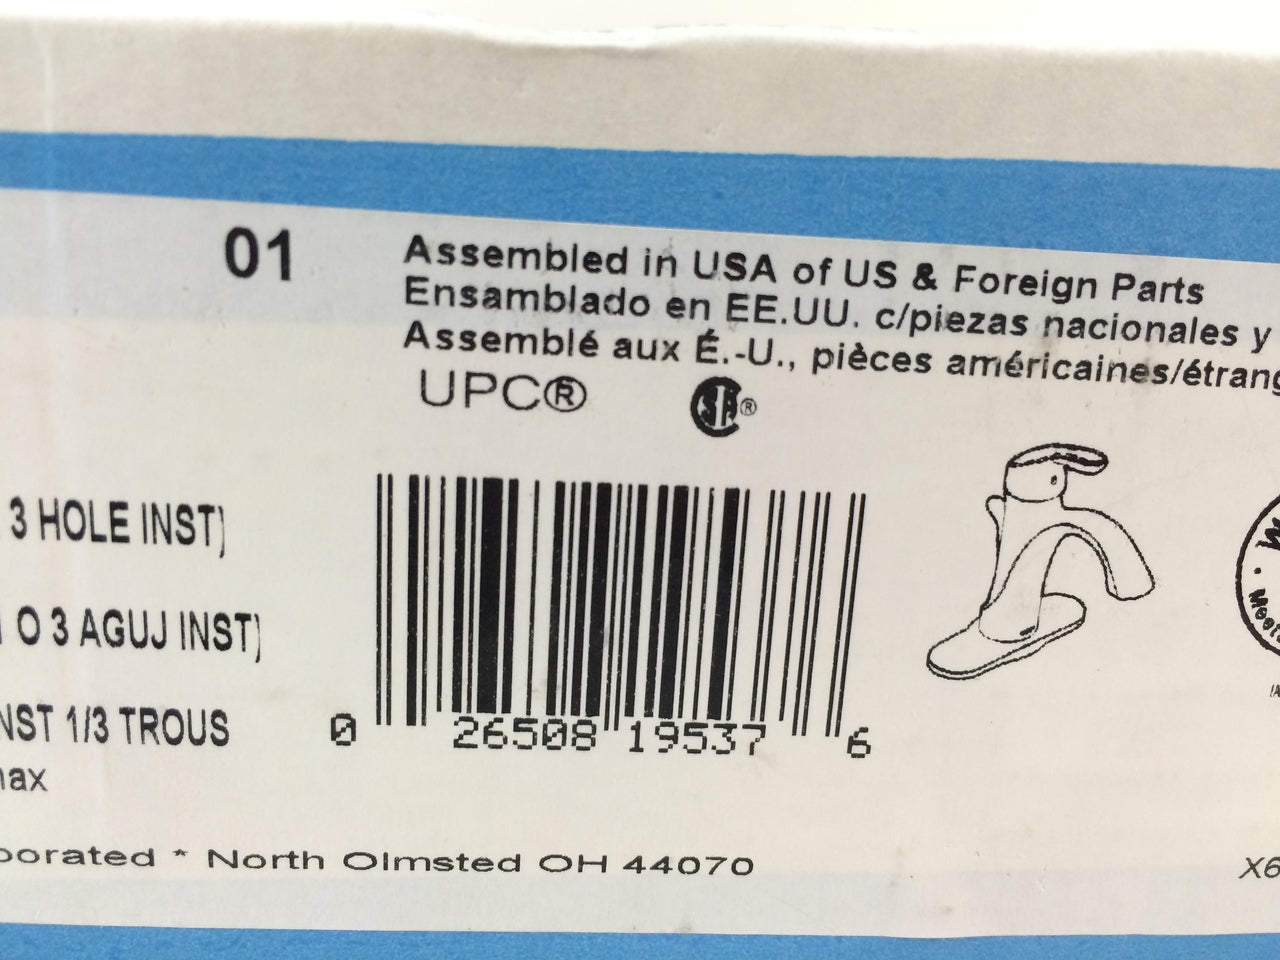 01
Assembled in USA of US & Foreign Parts
Ensamblado en EE.UU. c/piezas nacionales y
Assemblé aux É.-U., pièces américaines/étrang
UPC®
®
3 HOLE INST)
O 3 AGUJ INST)
NST 1/3 TROUS
max
0 26508 19537 6
porated * North Olmsted OH 44070
X6